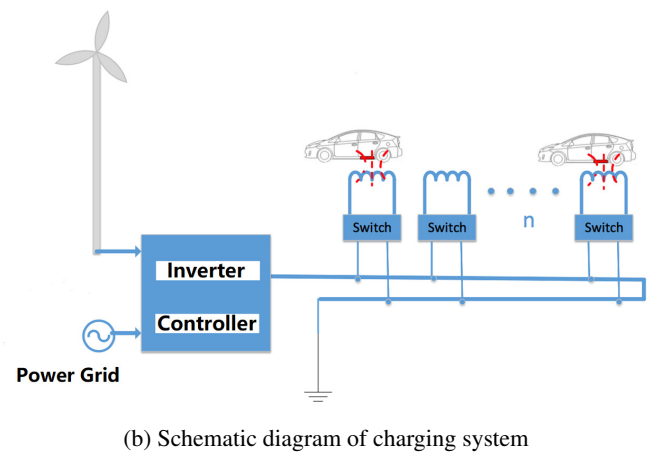 Switch
Switch
n
Switch
Inverter
Controller
Power Grid
(b) Schematic diagram of charging system